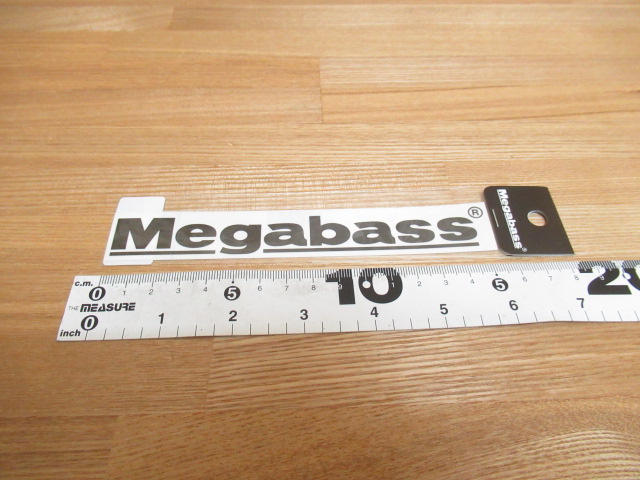 Megabass®
Megabass®
c.m. 0 1 2 3 4 5 6 7 8 9 10 1 2 3 4 5 6 7 8 20
THE MEASURE
inch 0 1 2 3 4 5 6 7